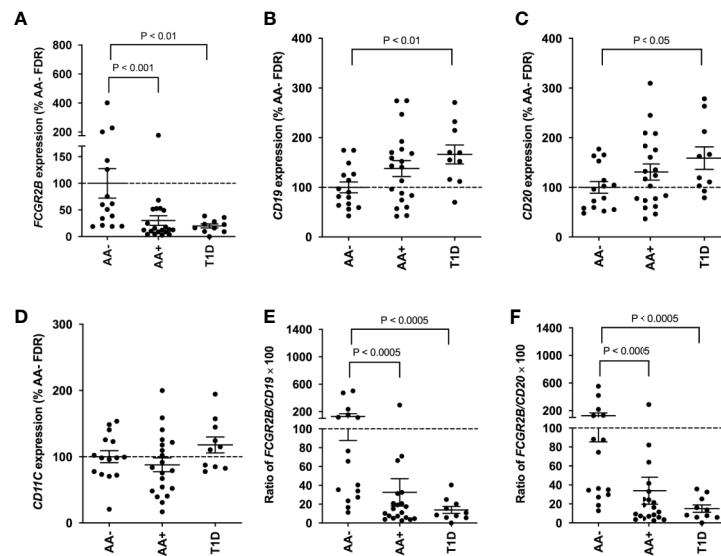 A
FCGR2B expression (% AA- FDR)
800
600
400
200
150
100
50
0
P < 0.01
P < 0.001
AA-
AA+
T1D
B
CD19 expression (% AA- FDR)
400
300
200
100
0
P < 0.01
AA-
AA+
T1D
C
CD20 expression (% AA- FDR)
400
300
200
100
0
P < 0.05
AA-
AA+
T1D
D
CD11C expression (% AA- FDR)
300
200
100
0
AA-
AA+
T1D
E
Ratio of FCGR2B/CD19 × 100
1400
1000
600
200
100
80
60
40
20
0
P < 0.0005
P < 0.0005
AA-
AA+
T1D
F
Ratio of FCGR2B/CD20 × 100
1400
1000
600
200
100
80
60
40
20
0
P < 0.0005
P < 0.0005
AA-
AA+
T1D